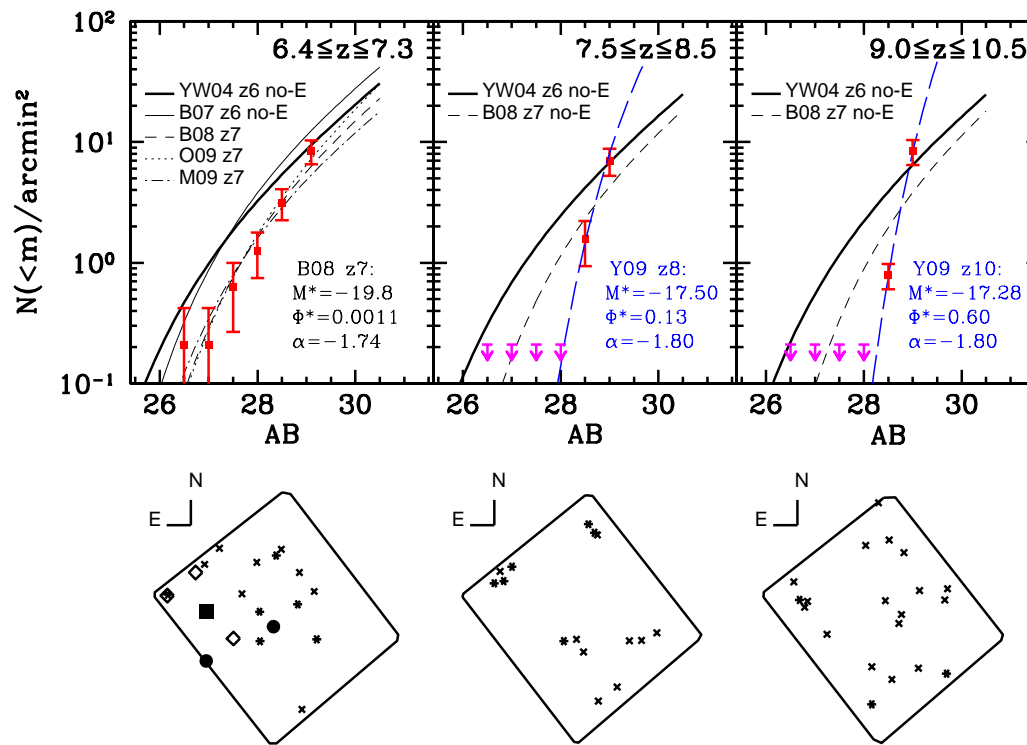 6.4≤z≤7.3
7.5≤z≤8.5
9.0≤z≤10.5
10²
10¹
10⁰
10⁻¹
N(<m)/arcmin²
YW04 z6 no-E
B07 z6 no-E
B08 z7
O09 z7
M09 z7
B08 z7:
M*=−19.8
Φ*=0.0011
α=−1.74
YW04 z6 no-E
B08 z7 no-E
Y09 z8:
M*=−17.50
Φ*=0.13
α=−1.80
YW04 z6 no-E
B08 z7 no-E
Y09 z10:
M*=−17.28
Φ*=0.60
α=−1.80
26 28 30
26 28 30
26 28 30
AB
AB
AB
N
E
N
E
N
E